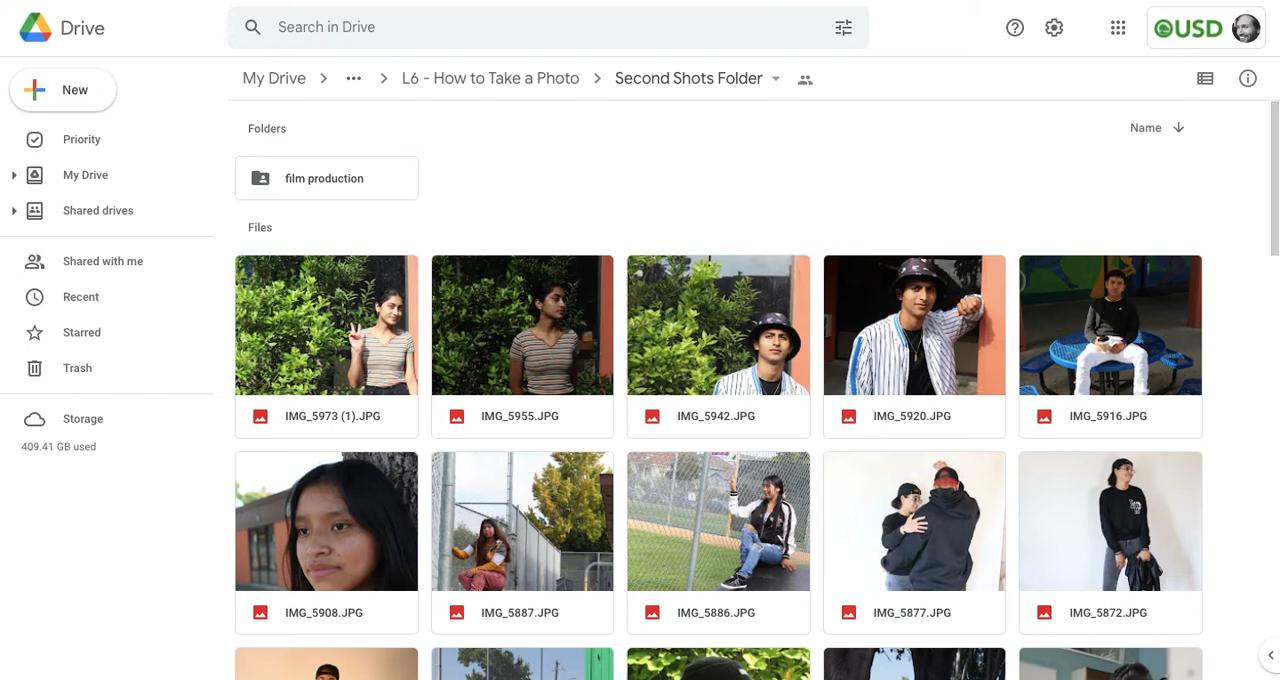 Drive
Search in Drive
USD
New
My Drive
L6 - How to Take a Photo
Second Shots Folder
Priority
My Drive
Shared drives
Shared with me
Recent
Starred
Trash
Storage
409.41 GB used
Folders
Name
film production
Files
IMG_5973 (1).JPG
IMG_5955.JPG
IMG_5942.JPG
IMG_5920.JPG
IMG_5916.JPG
IMG_5908.JPG
IMG_5887.JPG
IMG_5886.JPG
IMG_5877.JPG
IMG_5872.JPG